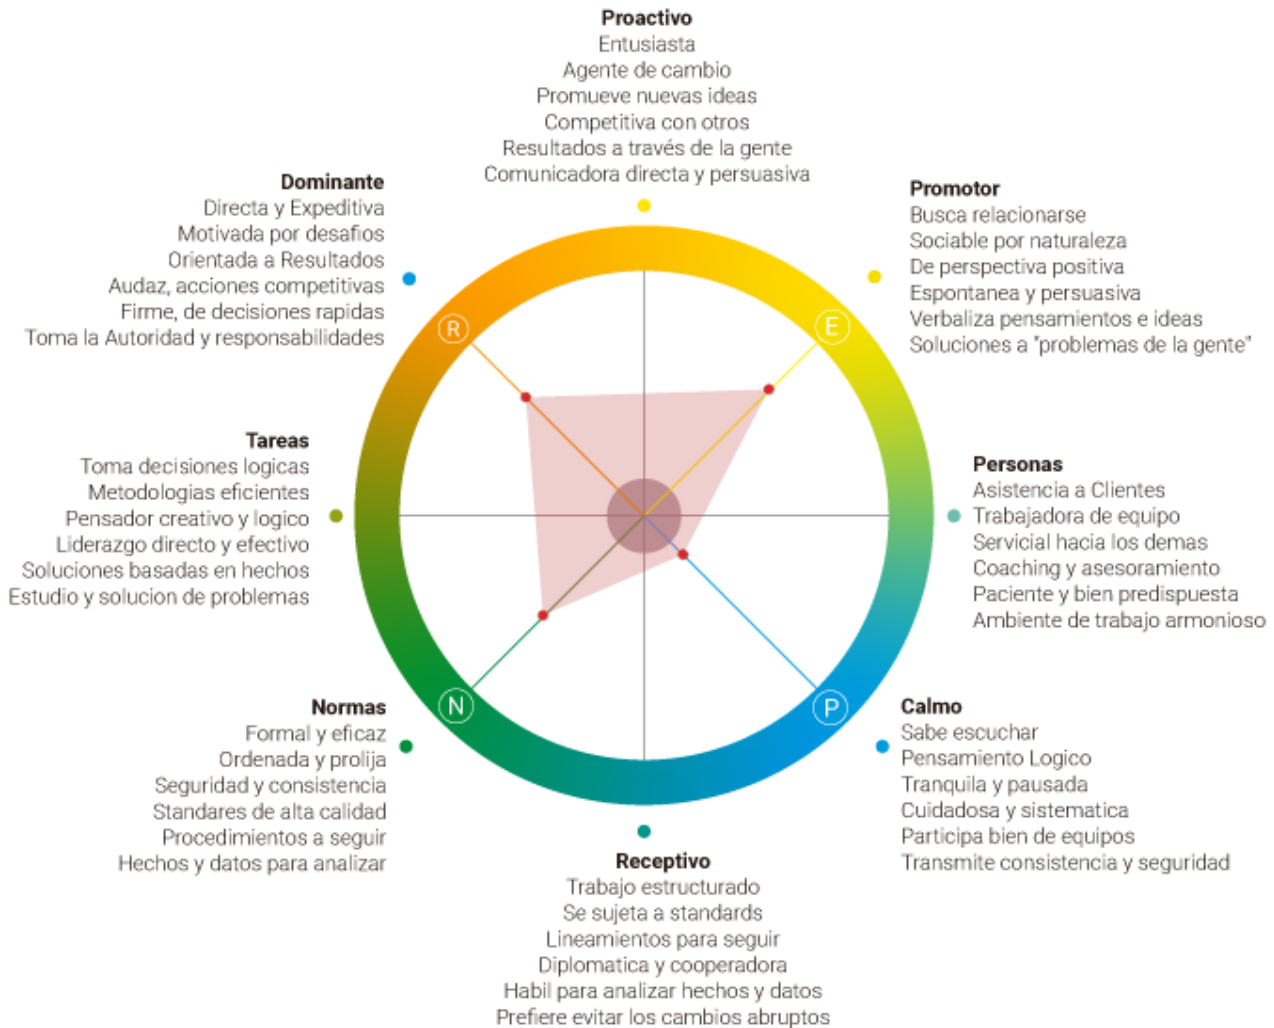 Proactivo
Entusiasta
Agente de cambio
Promueve nuevas ideas
Competitiva con otros
Resultados a través de la gente
Comunicadora directa y persuasiva
Dominante
Directa y Expeditiva
Motivada por desafios
Orientada a Resultados
Audaz, acciones competitivas
Firme, de decisiones rapidas
Toma la Autoridad y responsabilidades
Promotor
Busca relacionarse
Sociable por naturaleza
De perspectiva positiva
Espontanea y persuasiva
Verbaliza pensamientos e ideas
Soluciones a "problemas de la gente"
R
E
Tareas
Toma decisiones logicas
Metodologias eficientes
Pensador creativo y logico
Liderazgo directo y efectivo
Soluciones basadas en hechos
Estudio y solucion de problemas
Personas
Asistencia a Clientes
Trabajadora de equipo
Servicial hacia los demas
Coaching y asesoramiento
Paciente y bien predispuesta
Ambiente de trabajo armonioso
N
P
Normas
Formal y eficaz
Ordenada y prolija
Seguridad y consistencia
Standares de alta calidad
Procedimientos a seguir
Hechos y datos para analizar
Calmo
Sabe escuchar
Pensamiento Logico
Tranquila y pausada
Cuidadosa y sistematica
Participa bien de equipos
Transmite consistencia y seguridad
Receptivo
Trabajo estructurado
Se sujeta a standards
Lineamientos para seguir
Diplomatica y cooperadora
Habil para analizar hechos y datos
Prefiere evitar los cambios abruptos